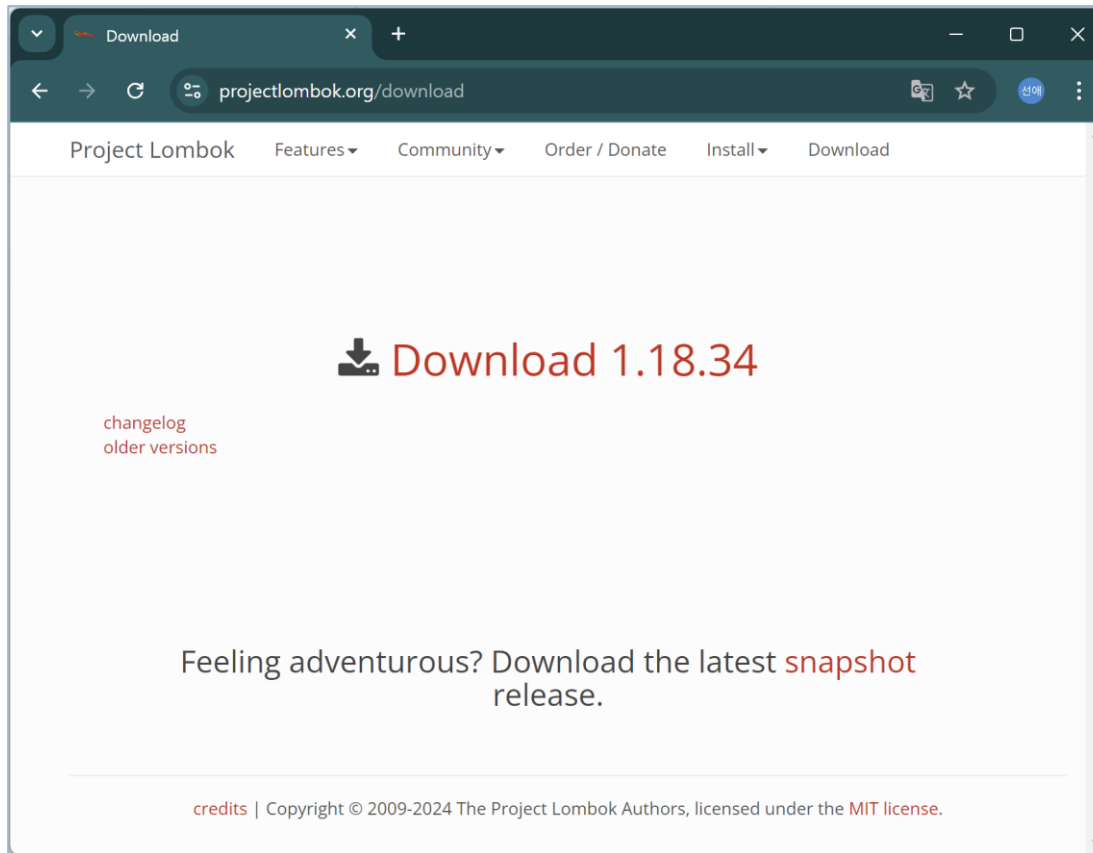 Download
projectlombok.org/download
선애
Project Lombok Features Community Order / Donate Install Download
Download 1.18.34
changelog
older versions
Feeling adventurous? Download the latest snapshot
release.
credits | Copyright © 2009-2024 The Project Lombok Authors, licensed under the MIT license.